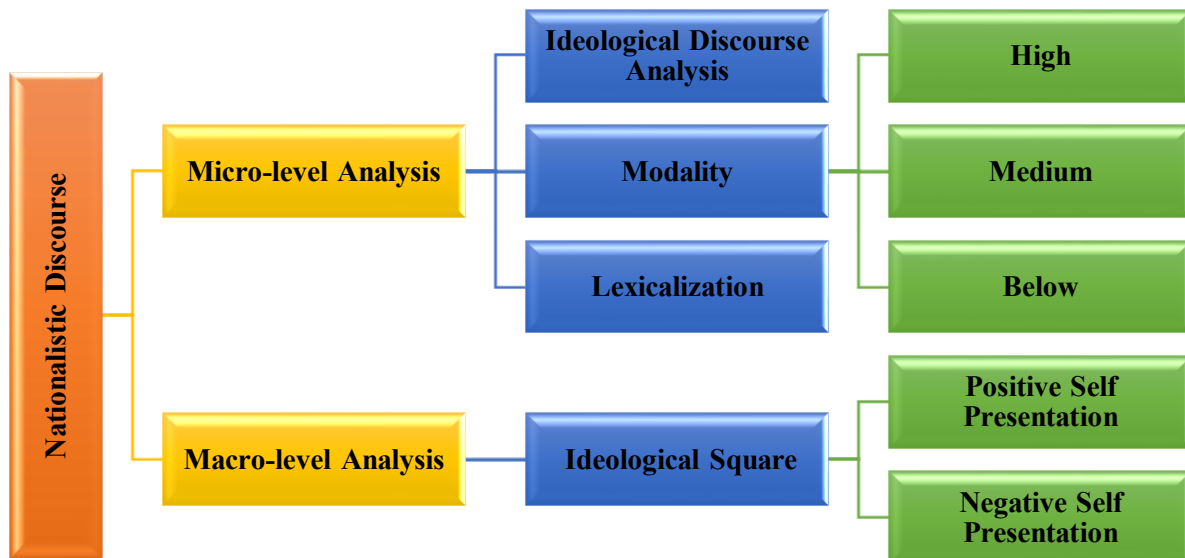 Nationalistic Discourse
Micro-level Analysis
Ideological Discourse
Analysis
Modality
Lexicalization
High
Medium
Below
Macro-level Analysis
Ideological Square
Positive Self
Presentation
Negative Self
Presentation